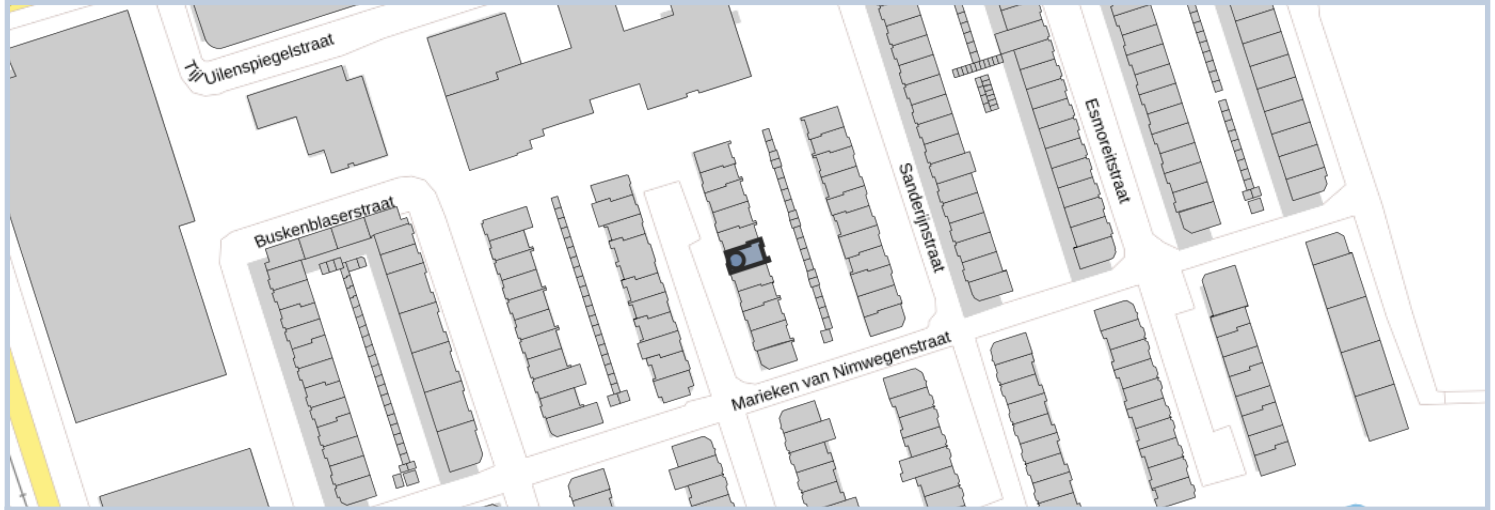 Tijl Uilenspiegelstraat
Buskenblaserstraat
Sanderijnstraat
Esmoreitstraat
Marieken van Nimwegenstraat